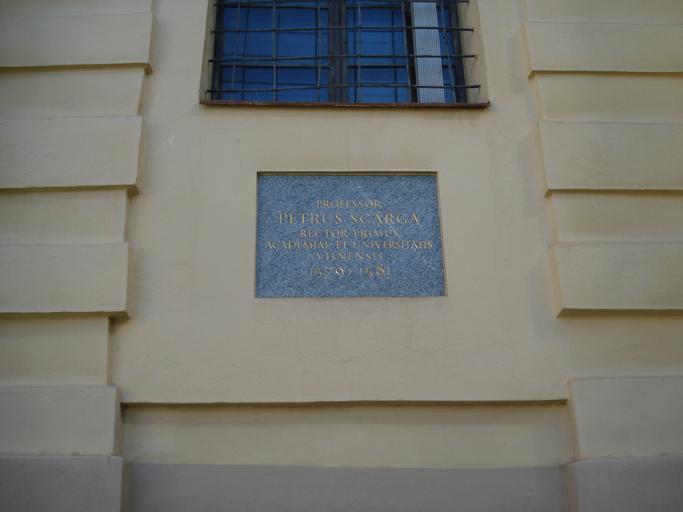 PROFESSOR
PETRUS SCARGA
RECTOR PRIMUS
ACADEMIAE ET UNIVERSITATIS
VILNENSIS
1579 - 1581